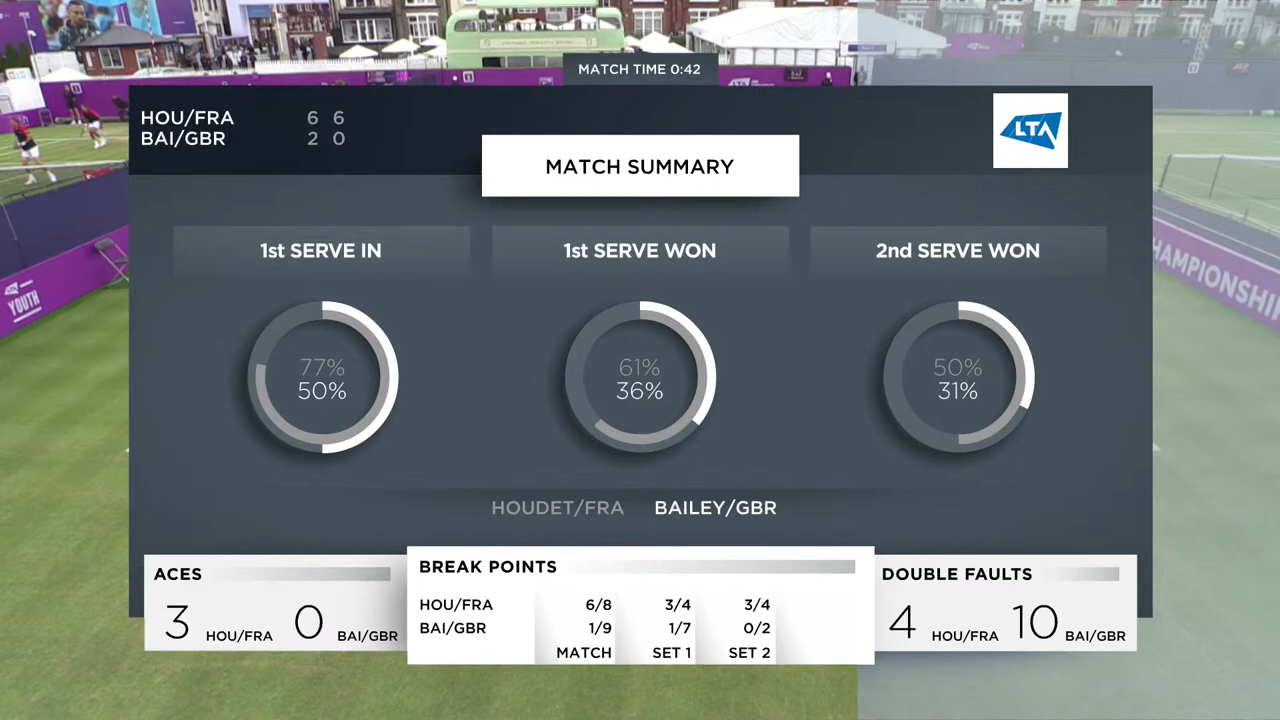 MATCH TIME 0:42
HOU/FRA 6 6
BAI/GBR 2 0
LTA
MATCH SUMMARY
1st SERVE IN
1st SERVE WON
2nd SERVE WON
77%
50%
61%
36%
50%
31%
HOUDET/FRA BAILEY/GBR
ACES
3 HOU/FRA 0 BAI/GBR
BREAK POINTS
HOU/FRA 6/8 3/4 3/4
BAI/GBR 1/9 1/7 0/2
MATCH SET 1 SET 2
DOUBLE FAULTS
4 HOU/FRA 10 BAI/GBR
YOUTH